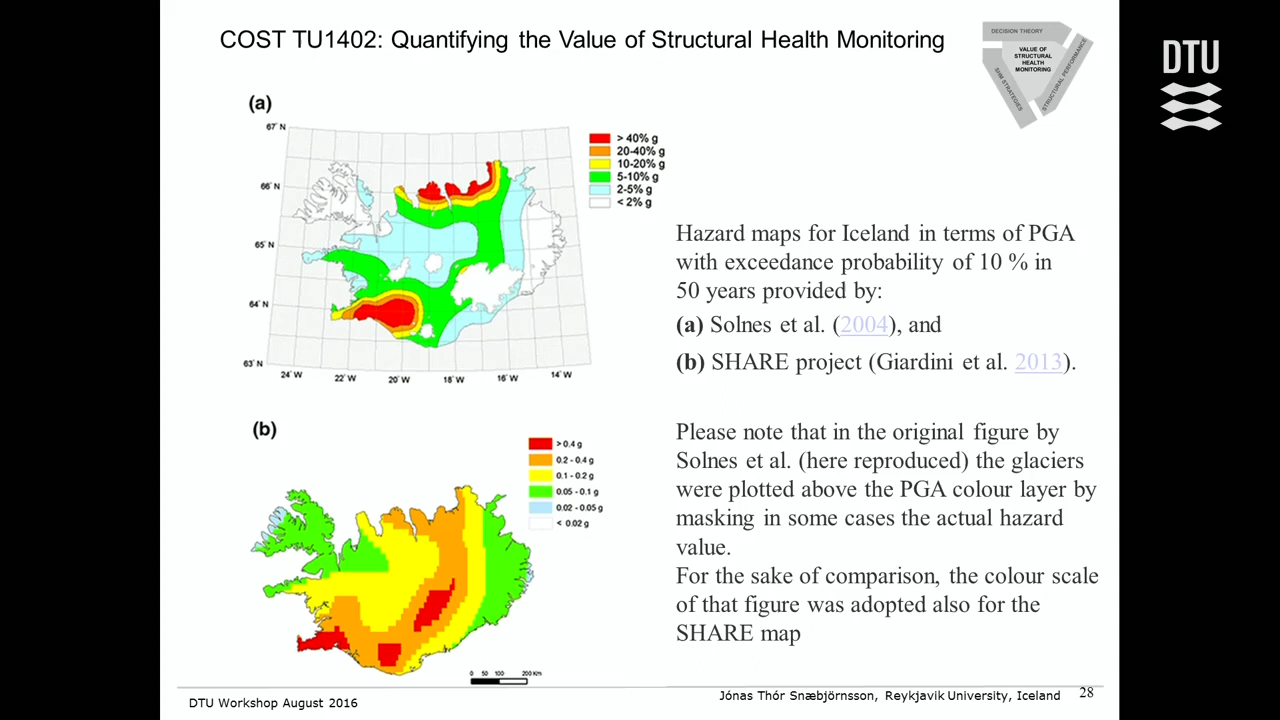 COST TU1402: Quantifying the Value of Structural Health Monitoring
DECISION THEORY
VALUE OF
STRUCTURAL
HEALTH
MONITORING
SHM STRATEGIES
STRUCTURAL PERFORMANCE
DTU
(a)
67° N
66° N
65° N
64° N
63° N
24° W
22° W
20° W
18° W
16° W
14° W
> 40% g
20-40% g
10-20% g
5-10% g
2-5% g
< 2% g
Hazard maps for Iceland in terms of PGA
with exceedance probability of 10 % in
50 years provided by:
(a) Solnes et al. (2004), and
(b) SHARE project (Giardini et al. 2013).
(b)
> 0.4 g
0.2 - 0.4 g
0.1 - 0.2 g
0.05 - 0.1 g
0.02 - 0.05 g
< 0.02 g
0 50 100 200 Km
Please note that in the original figure by
Solnes et al. (here reproduced) the glaciers
were plotted above the PGA colour layer by
masking in some cases the actual hazard
value.
For the sake of comparison, the colour scale
of that figure was adopted also for the
SHARE map
DTU Workshop August 2016
Jónas Thór Snæbjörnsson, Reykjavik University, Iceland
28